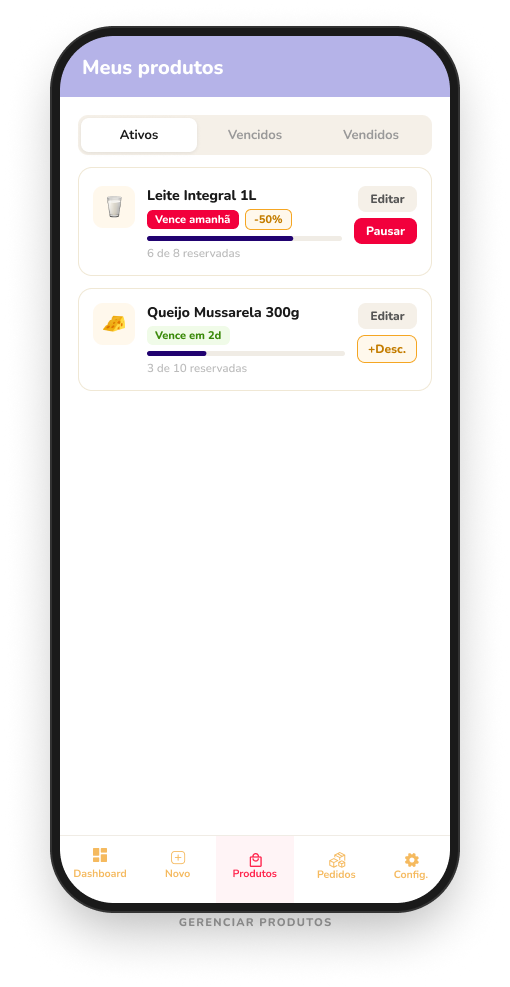 Meus produtos
Ativos Vencidos Vendidos
Leite Integral 1L
Editar
Vence amanhã -50%
Pausar
6 de 8 reservadas
Queijo Mussarela 300g
Editar
Vence em 2d
+Desc.
3 de 10 reservadas
Dashboard Novo Produtos Pedidos Config.
GERENCIAR PRODUTOS